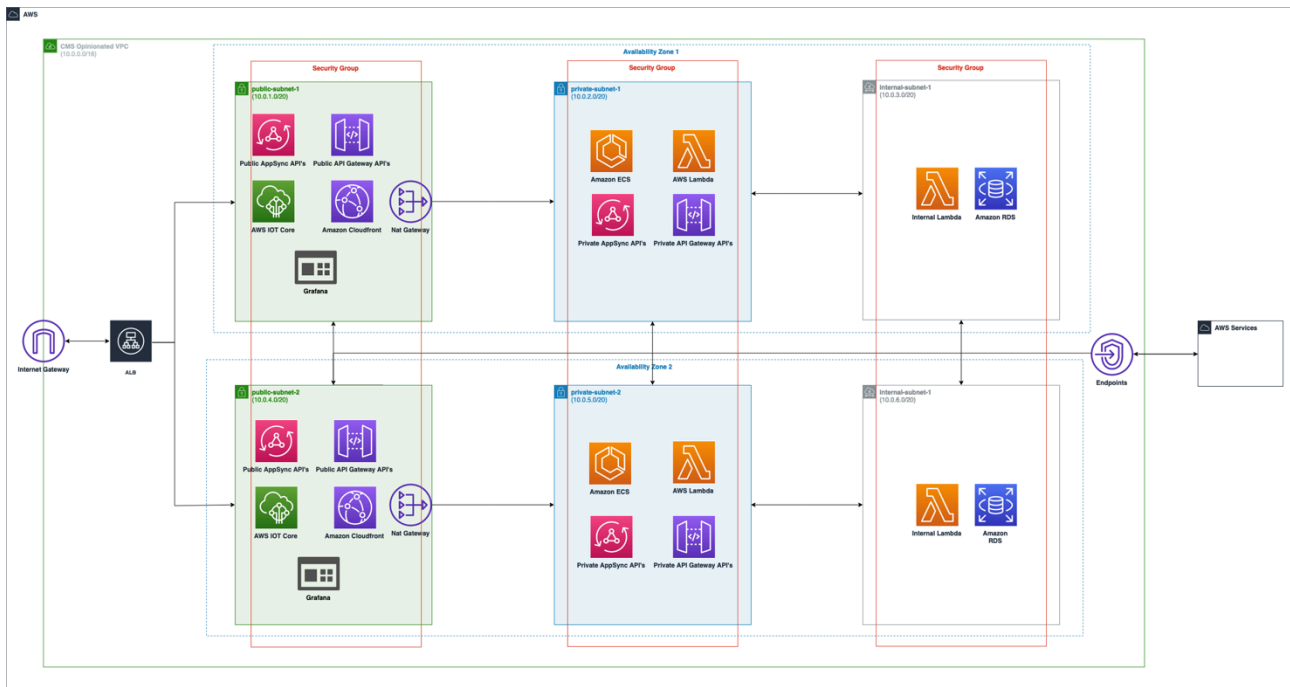 AWS
CMS Opinionated VPC
(10.0.0.0/16)
Availability Zone 1
Security Group
Security Group
Security Group
public-subnet-1
(10.0.1.0/20)
private-subnet-1
(10.0.2.0/20)
Internal-subnet-1
(10.0.3.0/20)
Public AppSync API's
Public API Gateway API's
Amazon ECS
AWS Lambda
AWS IOT Core
Amazon Cloudfront
Nat Gateway
Private AppSync API's
Private API Gateway API's
Internal Lambda
Amazon RDS
Grafana
Internet Gateway
ALB
Endpoints
AWS Services
Availability Zone 2
public-subnet-2
(10.0.4.0/20)
private-subnet-2
(10.0.5.0/20)
Internal-subnet-1
(10.0.6.0/20)
Public AppSync API's
Public API Gateway API's
Amazon ECS
AWS Lambda
AWS IOT Core
Amazon Cloudfront
Nat Gateway
Private AppSync API's
Private API Gateway API's
Internal Lambda
Amazon
RDS
Grafana